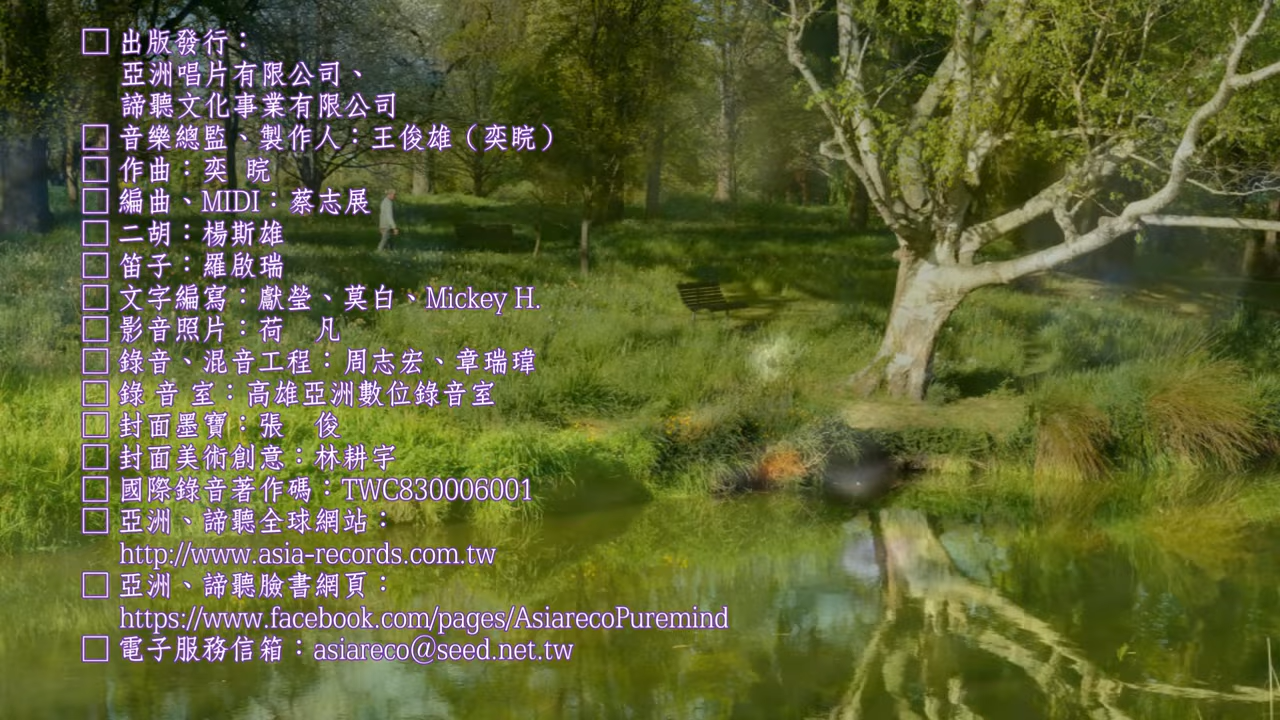 □ 出版發行：
亞洲唱片有限公司、
諦聽文化事業有限公司
□ 音樂總監、製作人：王俊雄（奕睆）
□ 作曲：奕 睆
□ 編曲、MIDI：蔡志展
□ 二胡：楊斯雄
□ 笛子：羅啟瑞
□ 文字編寫：獻瑩、莫白、Mickey H.
□ 影音照片：荷 凡
□ 錄音、混音工程：周志宏、章瑞瑋
□ 錄 音 室：高雄亞洲數位錄音室
□ 封面墨寶：張 俊
□ 封面美術創意：林耕宇
□ 國際錄音著作碼：TWC830006001
□ 亞洲、諦聽全球網站：
http://www.asia-records.com.tw
□ 亞洲、諦聽臉書網頁：
https://www.facebook.com/pages/AsiarecoPuremind
□ 電子服務信箱：asiareco@seed.net.tw